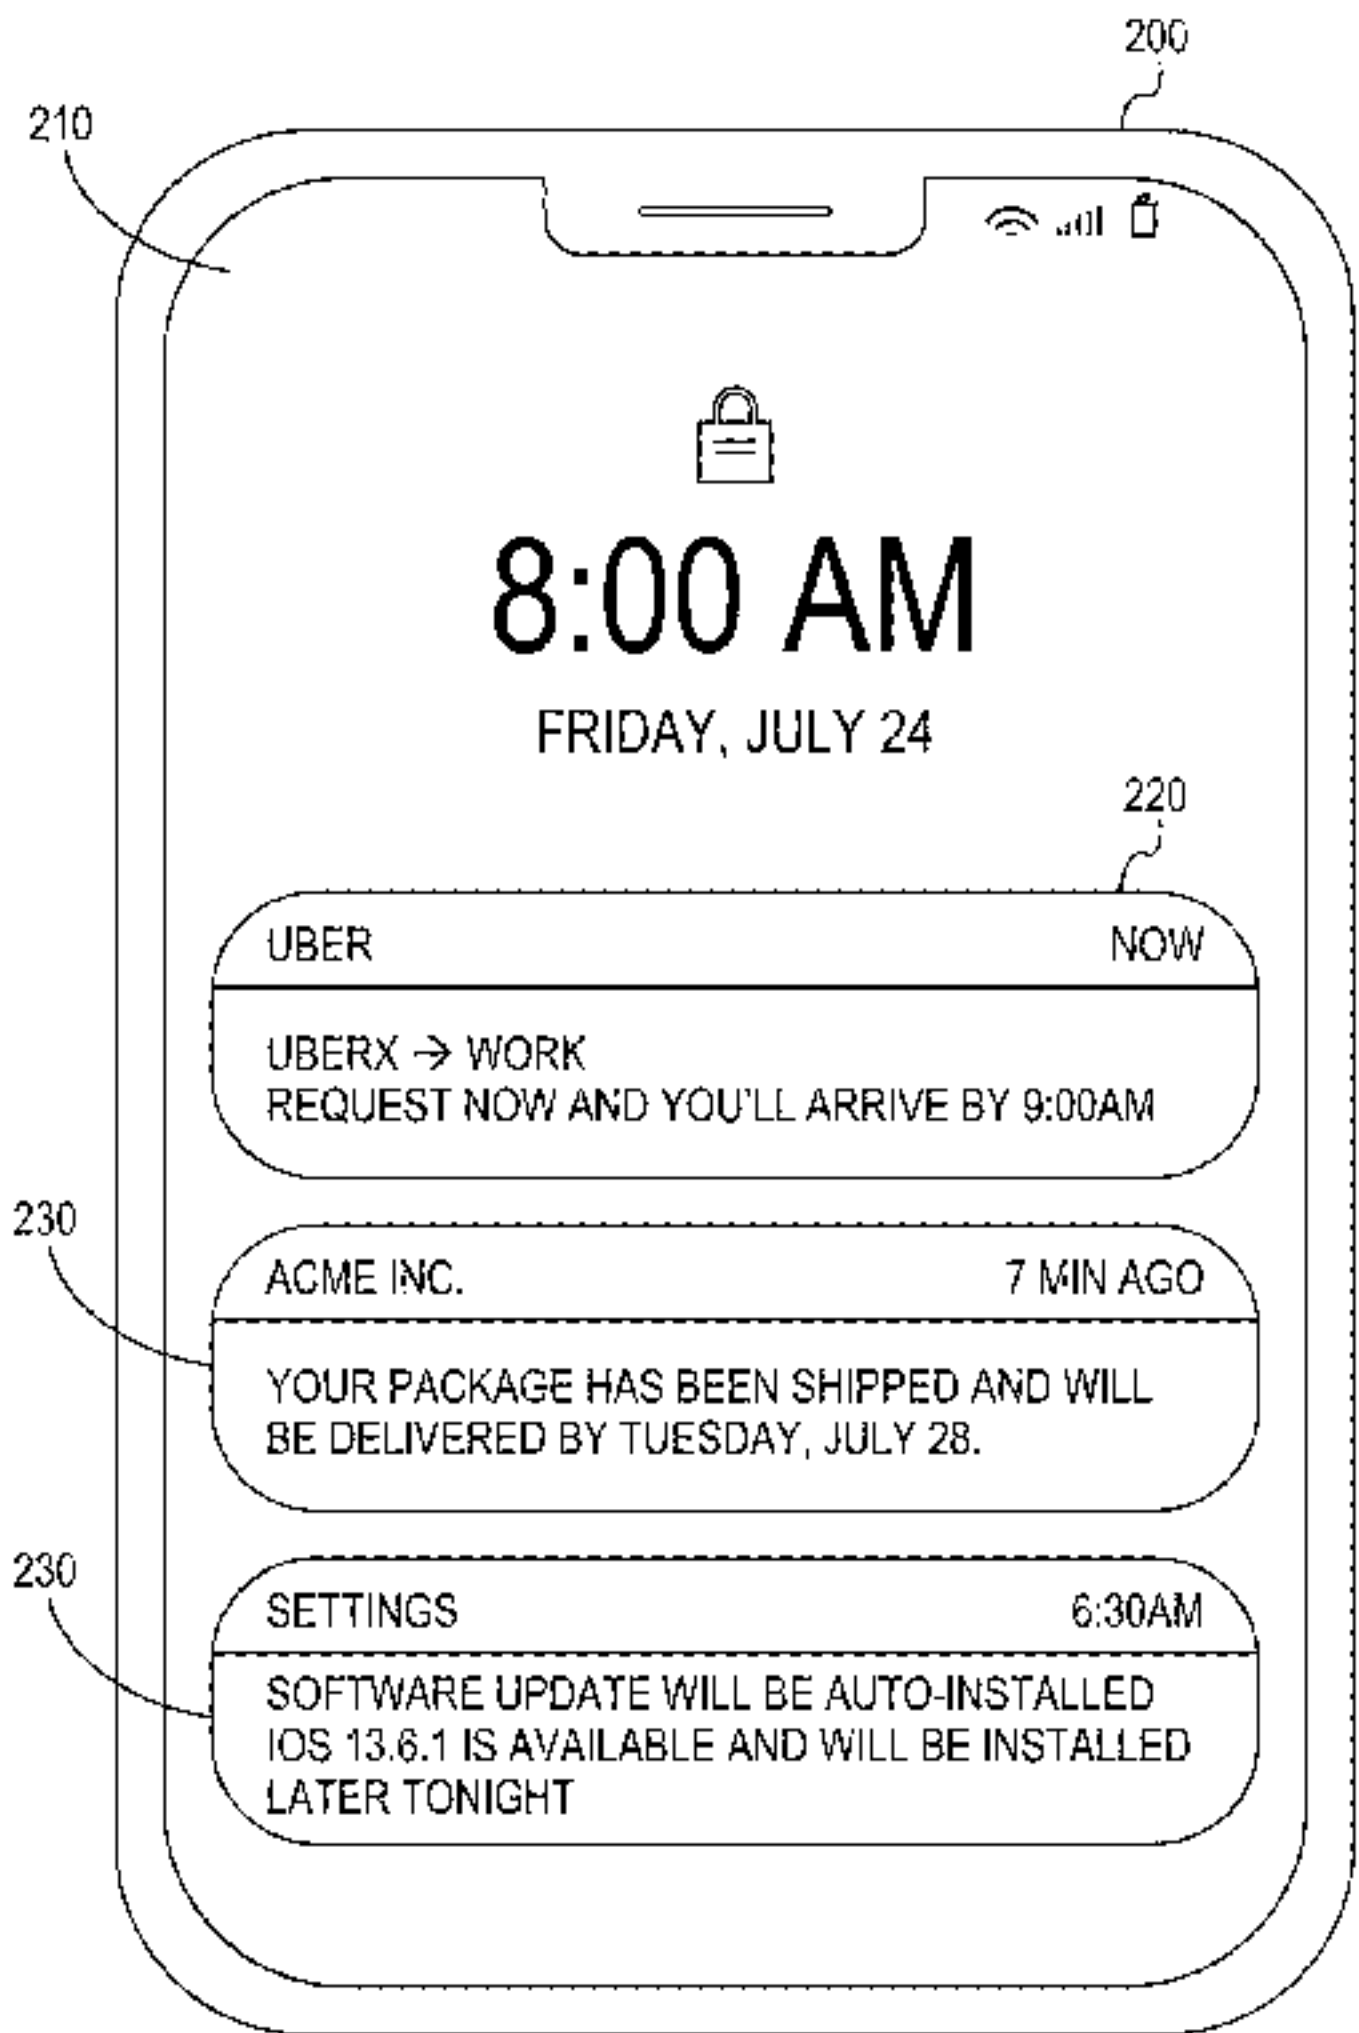 200
210
8:00 AM
FRIDAY, JULY 24
220
UBER NOW
UBERX → WORK
REQUEST NOW AND YOU'LL ARRIVE BY 9:00AM
230
ACME INC. 7 MIN AGO
YOUR PACKAGE HAS BEEN SHIPPED AND WILL
BE DELIVERED BY TUESDAY, JULY 28.
230
SETTINGS 6:30AM
SOFTWARE UPDATE WILL BE AUTO-INSTALLED
IOS 13.6.1 IS AVAILABLE AND WILL BE INSTALLED
LATER TONIGHT